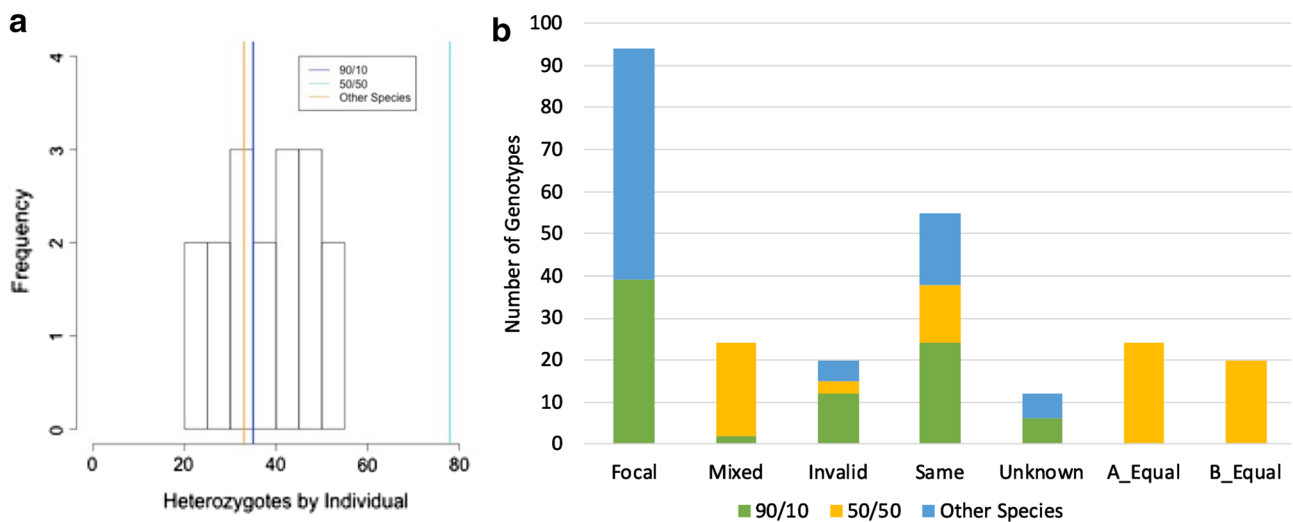 a
4
3
2
1
0
Frequency
90/10
50/50
Other Species
0 20 40 60 80
Heterozygotes by Individual
b
100
90
80
70
60
50
40
30
20
10
0
Number of Genotypes
Focal Mixed Invalid Same Unknown A_Equal B_Equal
90/10 50/50 Other Species